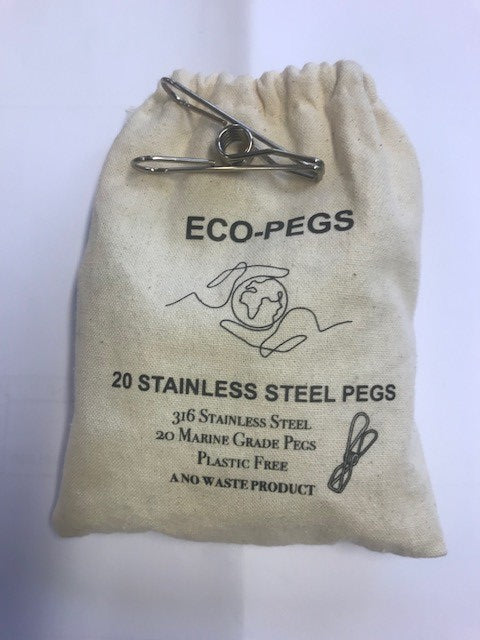 ECO-PEGS
20 STAINLESS STEEL PEGS
316 STAINLESS STEEL
20 MARINE GRADE PEGS
PLASTIC FREE
A NO WASTE PRODUCT